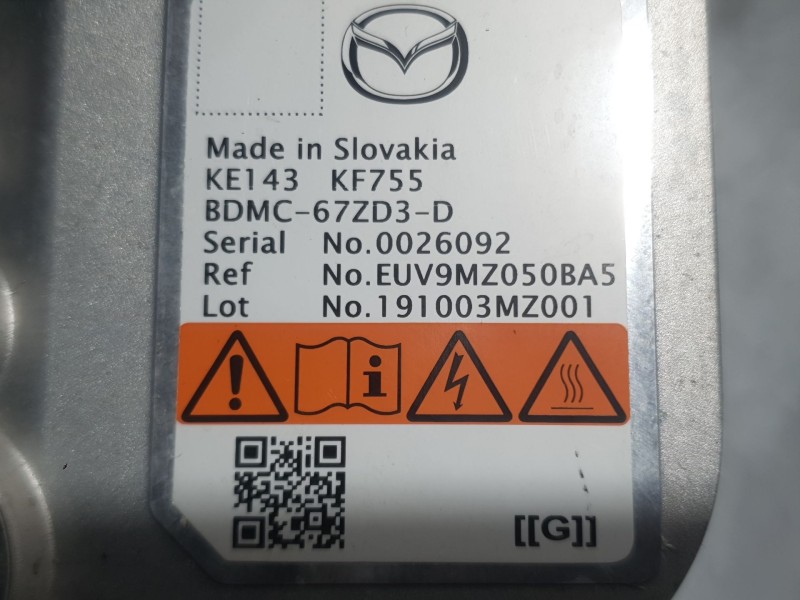 Made in Slovakia
KE143 KF755
BDMC-67ZD3-D
Serial No.0026092
Ref No.EUV9MZ050BA5
Lot No.191003MZ001
[[G]]